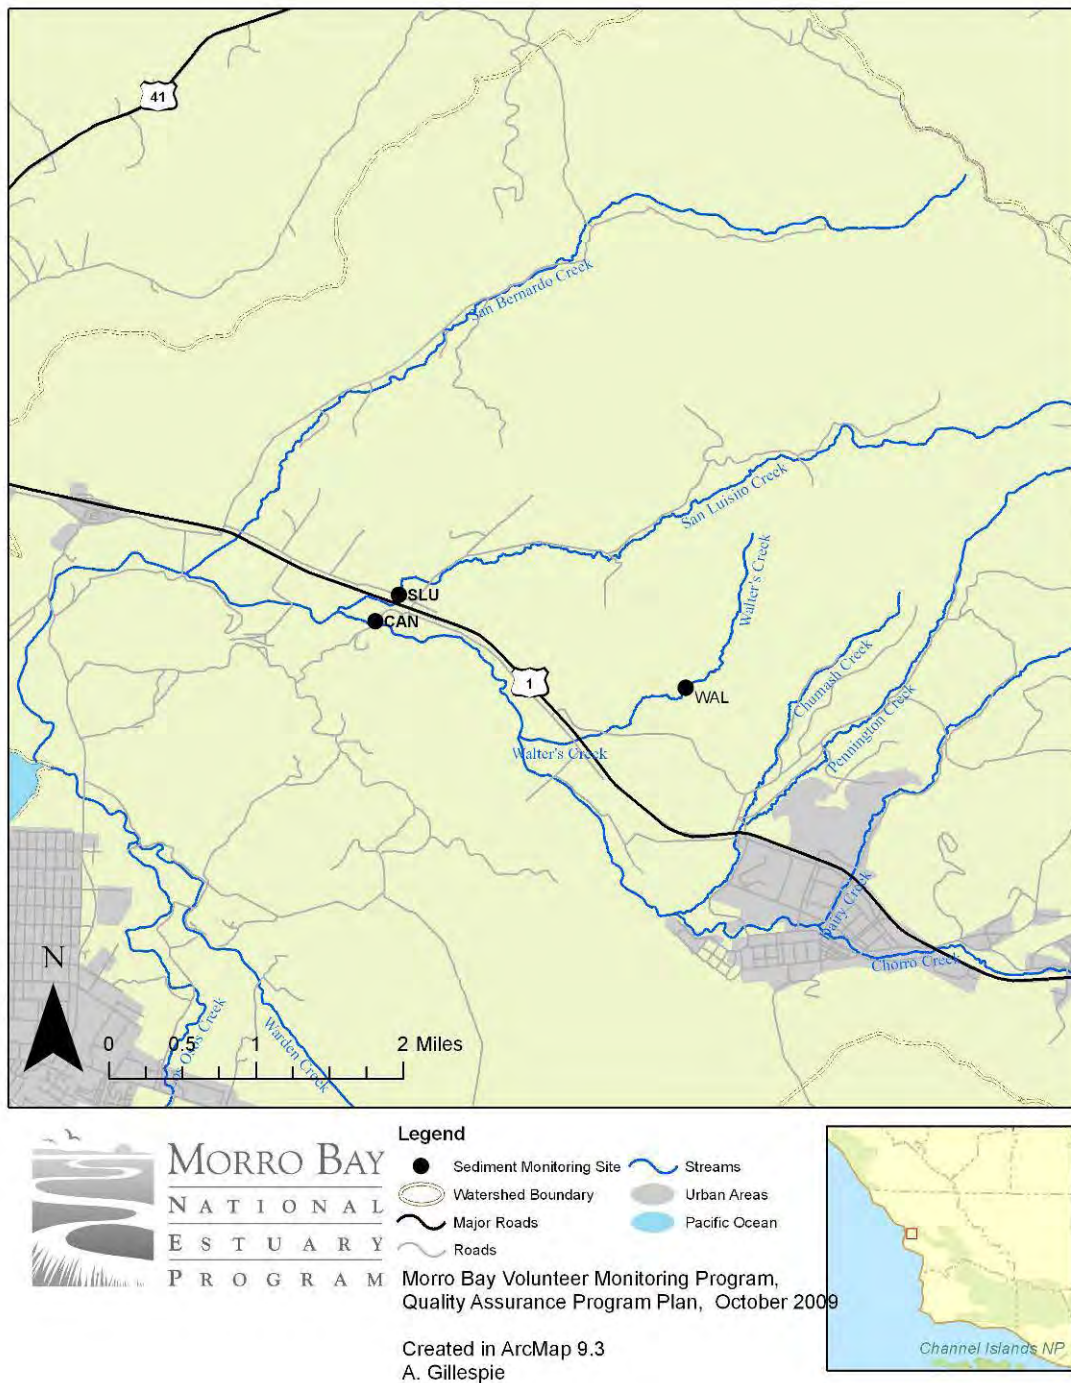 41
San Bernardo Creek
San Luisito Creek
Walter's Creek
SLU
CAN
1
WAL
Chumash Creek
Pennington Creek
Walter's Creek
Dairy Creek
Chorro Creek
N
Osos Creek
Warden Creek
0 0.5 1 2 Miles
MORRO BAY
NATIONAL
ESTUARY
PROGRAM
Legend
Sediment Monitoring Site
Streams
Watershed Boundary
Urban Areas
Major Roads
Pacific Ocean
Roads
Morro Bay Volunteer Monitoring Program,
Quality Assurance Program Plan, October 2009
Created in ArcMap 9.3
A. Gillespie
Channel Islands NP